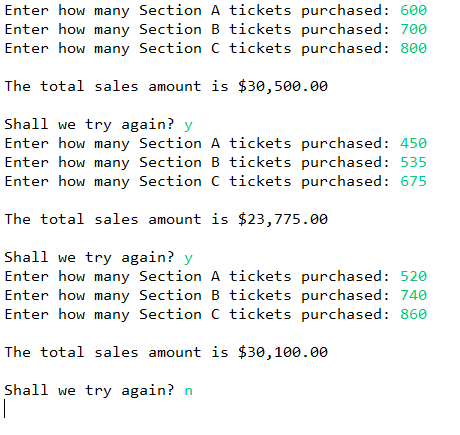 Enter how many Section A tickets purchased: 600
Enter how many Section B tickets purchased: 700
Enter how many Section C tickets purchased: 800
The total sales amount is $30,500.00
Shall we try again? y
Enter how many Section A tickets purchased: 450
Enter how many Section B tickets purchased: 535
Enter how many Section C tickets purchased: 675
The total sales amount is $23,775.00
Shall we try again? y
Enter how many Section A tickets purchased: 520
Enter how many Section B tickets purchased: 740
Enter how many Section C tickets purchased: 860
The total sales amount is $30,100.00
Shall we try again? n